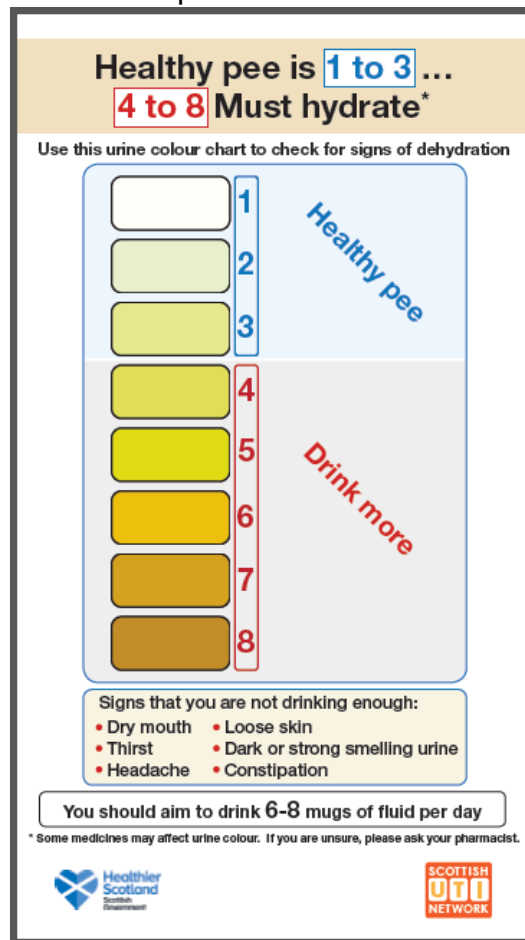 Healthy pee is 1 to 3 ...
4 to 8 Must hydrate*
Use this urine colour chart to check for signs of dehydration
1
2
3
Healthy pee
4
5
6
7
8
Drink more
Signs that you are not drinking enough:
• Dry mouth • Loose skin
• Thirst • Dark or strong smelling urine
• Headache • Constipation
You should aim to drink 6-8 mugs of fluid per day
* Some medicines may affect urine colour. If you are unsure, please ask your pharmacist.
Healthier
Scotland
Scottish
Government
SCOTTISH
UTI
NETWORK